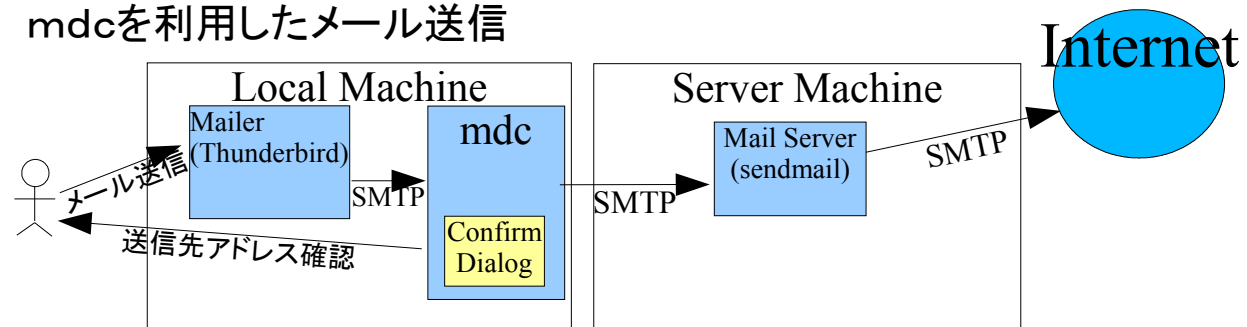 mdcを利用したメール送信
Internet
Local Machine
Server Machine
Mailer
(Thunderbird)
mdc
Mail Server
(sendmail)
SMTP
メール送信
SMTP
SMTP
送信先アドレス確認
Confirm
Dialog